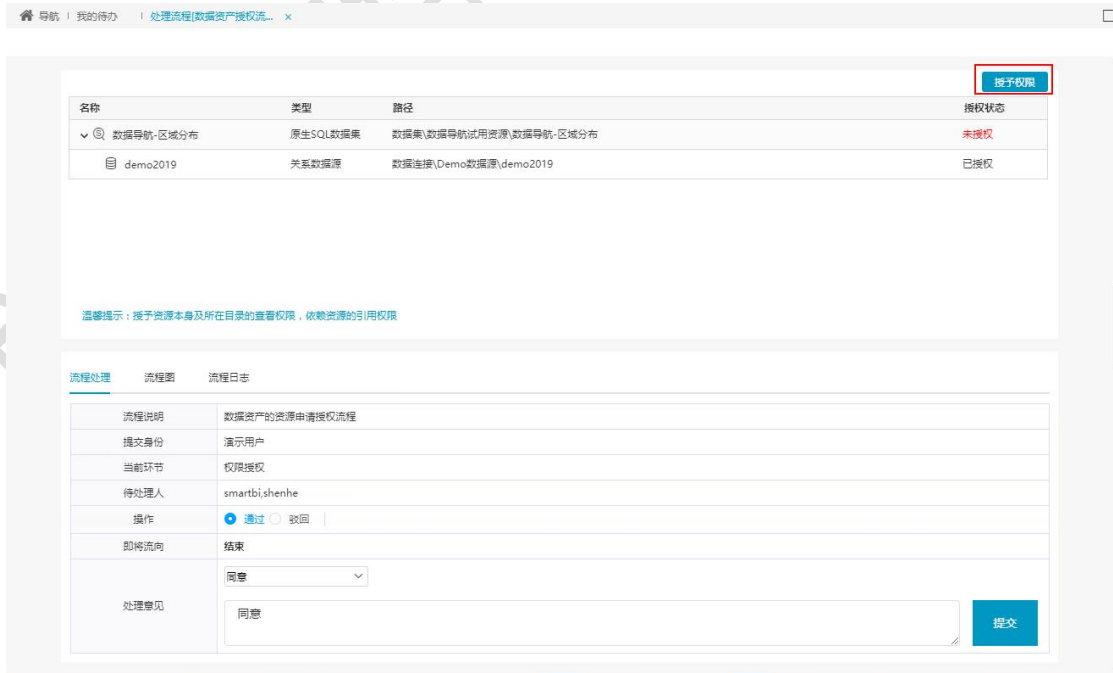 导航 | 我的待办 | 处理流程[数据资产授权流... ×
授予权限
名称 类型 路径 授权状态
数据导航-区域分布 原生SQL数据集 数据集\数据导航试用资源\数据导航-区域分布 未授权
demo2019 关系数据源 数据连接\Demo数据源\demo2019 已授权
温馨提示：授予资源本身及所在目录的查看权限，依赖资源的引用权限
流程处理 流程图 流程日志
流程说明 数据资产的资源申请授权流程
提交身份 演示用户
当前环节 权限授权
待处理人 smartbi,shenhe
操作 通过 驳回
即将流向 结束
同意
处理意见
同意
提交